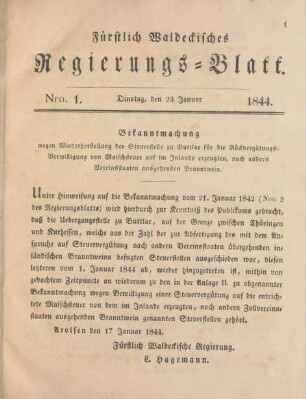 1
Fürstlich Waldeckisches
Regierungs-Blatt.
Nro. 1. Dinstag, den 23 Januar 1844.
Bekanntmachung
wegen Wiederherstellung der Steuerstelle zu Buttlar für die Rückvergütungs-
Bewilligung von Maischsteuer auf im Inlande erzeugten, nach andern
Vereinsstaaten ausgehenden Branntwein.
Unter Hinweisung auf die Bekanntmachung vom 21. Januar 1842 (Nro. 2
des Regierungsblatts) wird hierdurch zur Kenntniß des Publikums gebracht,
daß die Uebergangsstelle zu Buttlar, auf der Grenze zwischen Thüringen
und Kurhessen, welche aus der Zahl der zur Abfertigung des mit dem An-
spruche auf Steuervergütung nach andern Vereinsstaaten übergehenden in-
ländischen Branntweins befugten Steuerstellen ausgeschieden war, diesen
letztern vom 1. Januar 1844 ab, wieder hinzugetreten ist, mithin von
gedachtem Zeitpunkte an wiederum zu den in der Anlage B. zu obengenannter
Bekanntmachung wegen Bewilligung einer Steuervergütung auf die entrich-
tete Maischsteuer von dem im Inlande erzeugten, nach andern Zollvereins-
staaten ausgehenden Branntwein genannten Steuerstellen gehört.
Arolsen den 17 Januar 1844.
Fürstlich Waldeckische Regierung.
L. Hagemann.